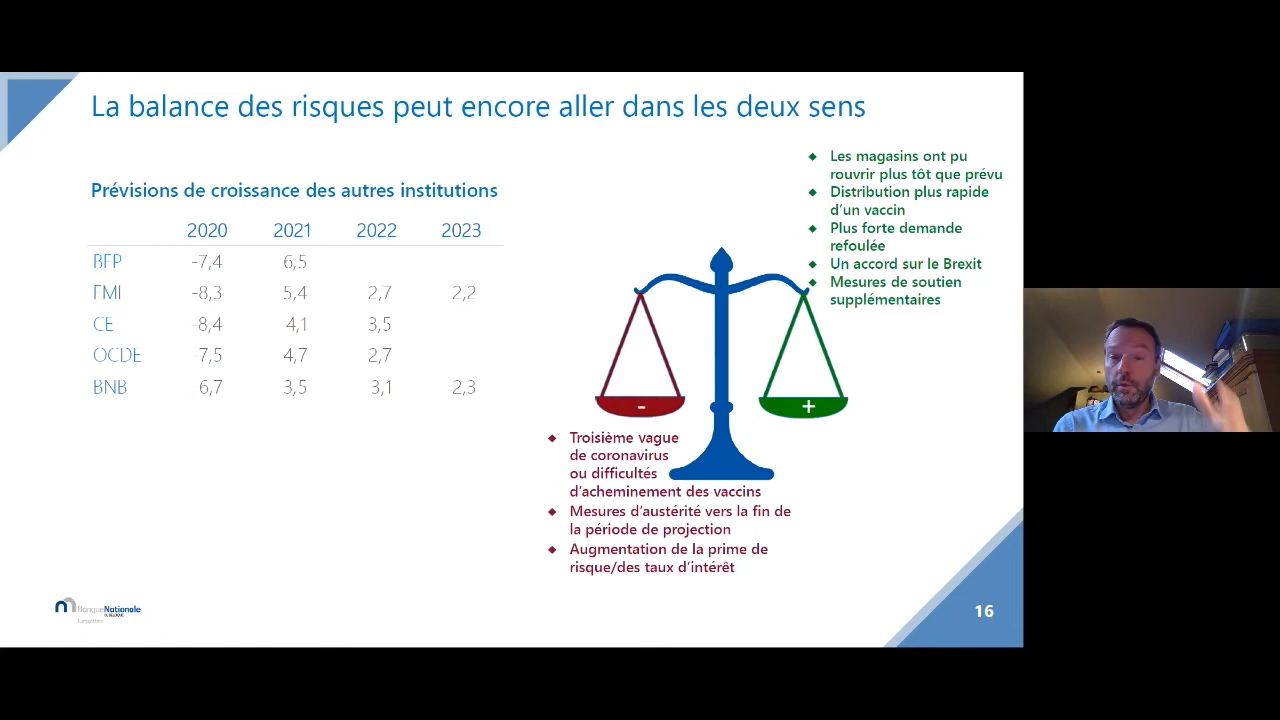 La balance des risques peut encore aller dans les deux sens
Prévisions de croissance des autres institutions
2020 2021 2022 2023
BFP -7,4 6,5
FMI -8,3 5,4 2,7 2,2
CE -8,4 4,1 3,5
OCDE -7,5 4,7 2,7
BNB 6,7 3,5 3,1 2,3
◆ Les magasins ont pu
rouvrir plus tôt que prévu
◆ Distribution plus rapide
d'un vaccin
◆ Plus forte demande
refoulée
◆ Un accord sur le Brexit
◆ Mesures de soutien
supplémentaires
- +
◆ Troisième vague
de coronavirus
ou difficultés
d'acheminement des vaccins
◆ Mesures d'austérité vers la fin de
la période de projection
◆ Augmentation de la prime de
risque/des taux d'intérêt
BanqueNationale
DE BELGIQUE
Eurosystème
16